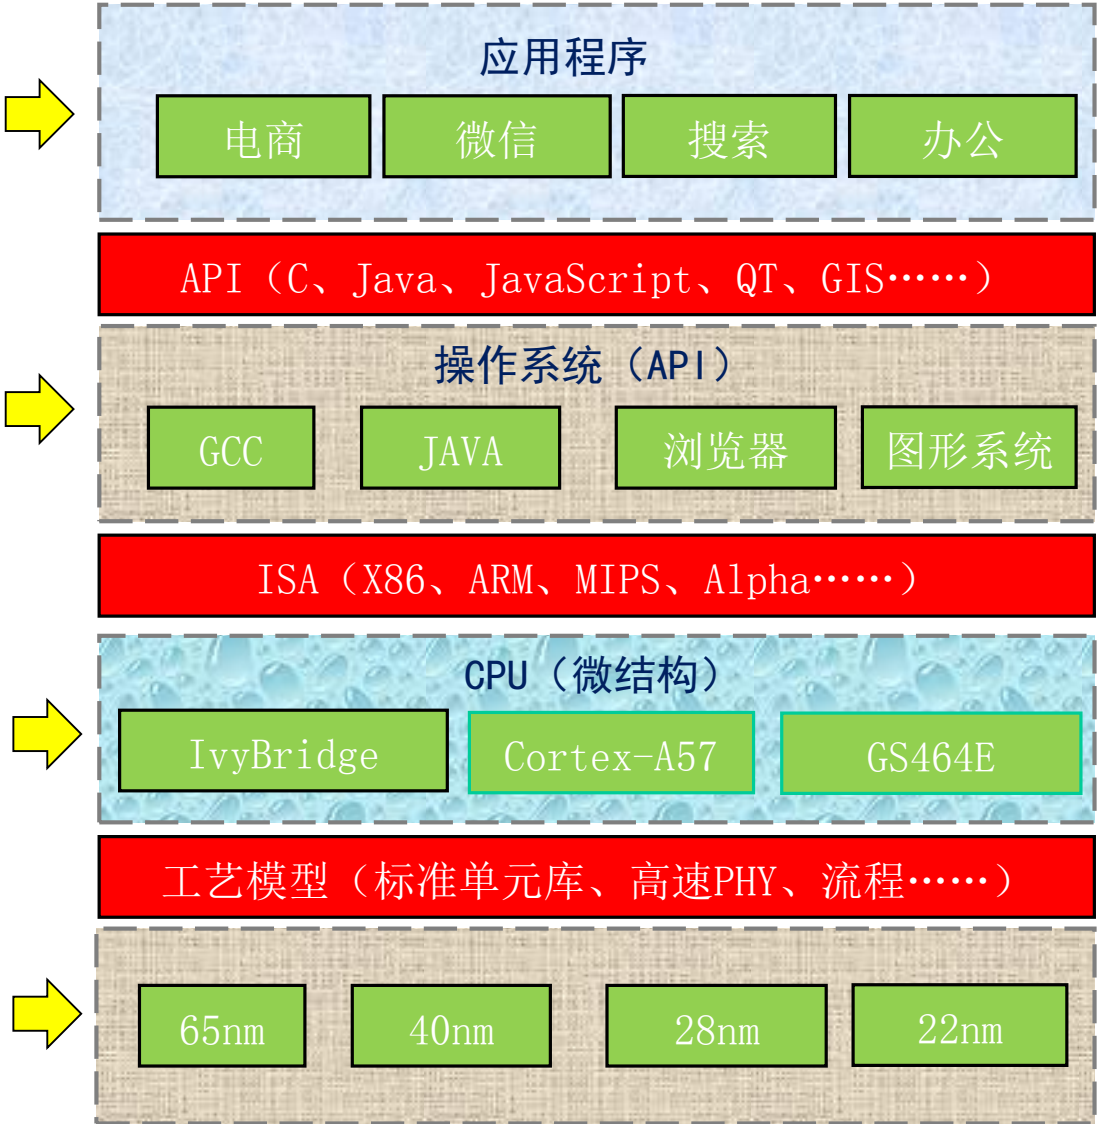 应用程序
电商 微信 搜索 办公
API（C、Java、JavaScript、QT、GIS……）
操作系统（API）
GCC JAVA 浏览器 图形系统
ISA（X86、ARM、MIPS、Alpha……）
CPU（微结构）
IvyBridge Cortex-A57 GS464E
工艺模型（标准单元库、高速PHY、流程……）
65nm 40nm 28nm 22nm